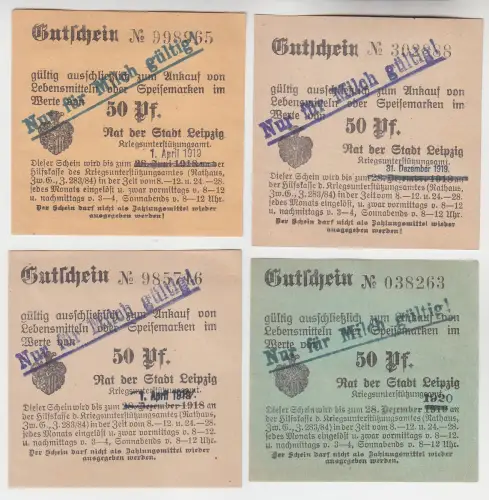 Gutschein № 998965
gültig ausschließlich zum Ankauf von
Lebensmitteln oder Speisemarken im
Werte von
50 Pf.
Nur für Milch gültig!
Rat der Stadt Leipzig
Kriegsunterstützungsamt.
1. April 1919
Dieser Schein wird bis zum 28. Juni 1918 an der
Hilfskasse des Kriegsunterstützungsamtes (Rathaus,
Zw. G., Z. 283/84) in der Zeit vom 8.–12. u. 24.–28.
jedes Monats eingelöst u. zwar vormittags v. 8–12
u. nachmittags v. 3–4, Sonnabends v. 8–12 Uhr.
Der Schein darf nicht als Zahlungsmittel wieder
ausgegeben werden!
Gutschein №
gültig ausschließlich zum Ankauf von
Lebensmitteln oder Speisemarken im
Werte von
50 Pf.
Nur für Milch gültig!
Rat der Stadt Leipzig
Kriegsunterstützungsamt.
31. Dezember 1919.
Dieser Schein wird bis zum 28. Dezember 1918 an
der Hilfskasse d. Kriegsunterstützungsamtes (Rathaus,
Zw. G., Z. 283/84) in der Zeit vom 8.–12. u. 24.–28.
jedes Monats eingelöst, u. zwar vormittags v. 8–12
u. nachmittags v. 3–4, Sonnabends v. 8–12 Uhr.
Der Schein darf nicht als Zahlungsmittel wieder
ausgegeben werden.
Gutschein №
gültig ausschließlich zum Ankauf von
Lebensmitteln oder Speisemarken im
Werte von
50 Pf.
Nur für Milch gültig!
Rat der Stadt Leipzig
Kriegsunterstützungsamt.
1. April 1919
Dieser Schein wird bis zum 28. Dezember 1918 an
der Hilfskasse d. Kriegsunterstützungsamtes (Rathaus,
Zw. G., Z. 283/84) in der Zeit vom 8.–12. u. 24.–28.
jedes Monats eingelöst u. zwar vormittags v. 8–12
u. nachmittags v. 3–4, Sonnabends v. 8–12 Uhr.
Der Schein darf nicht als Zahlungsmittel wieder
ausgegeben werden.
Gutschein № 038263
gültig ausschließlich zum Ankauf von
Lebensmitteln oder Speisemarken im
Werte von
50 Pf.
Nur für Milch gültig!
Rat der Stadt Leipzig
Kriegsunterstützungsamt.
1920
Dieser Schein wird bis zum 28. Dezember 1919 an
der Hilfskasse d. Kriegsunterstützungsamtes (Rathaus,
Zw. G., Z. 283/84) in der Zeit vom 8.–12. u. 24.–28.
jedes Monats eingelöst u. zwar vormittags v. 8–12
u. nachmittags v. 3–4, Sonnabends v. 8–12 Uhr.
Der Schein darf nicht als Zahlungsmittel wieder
ausgegeben werden.